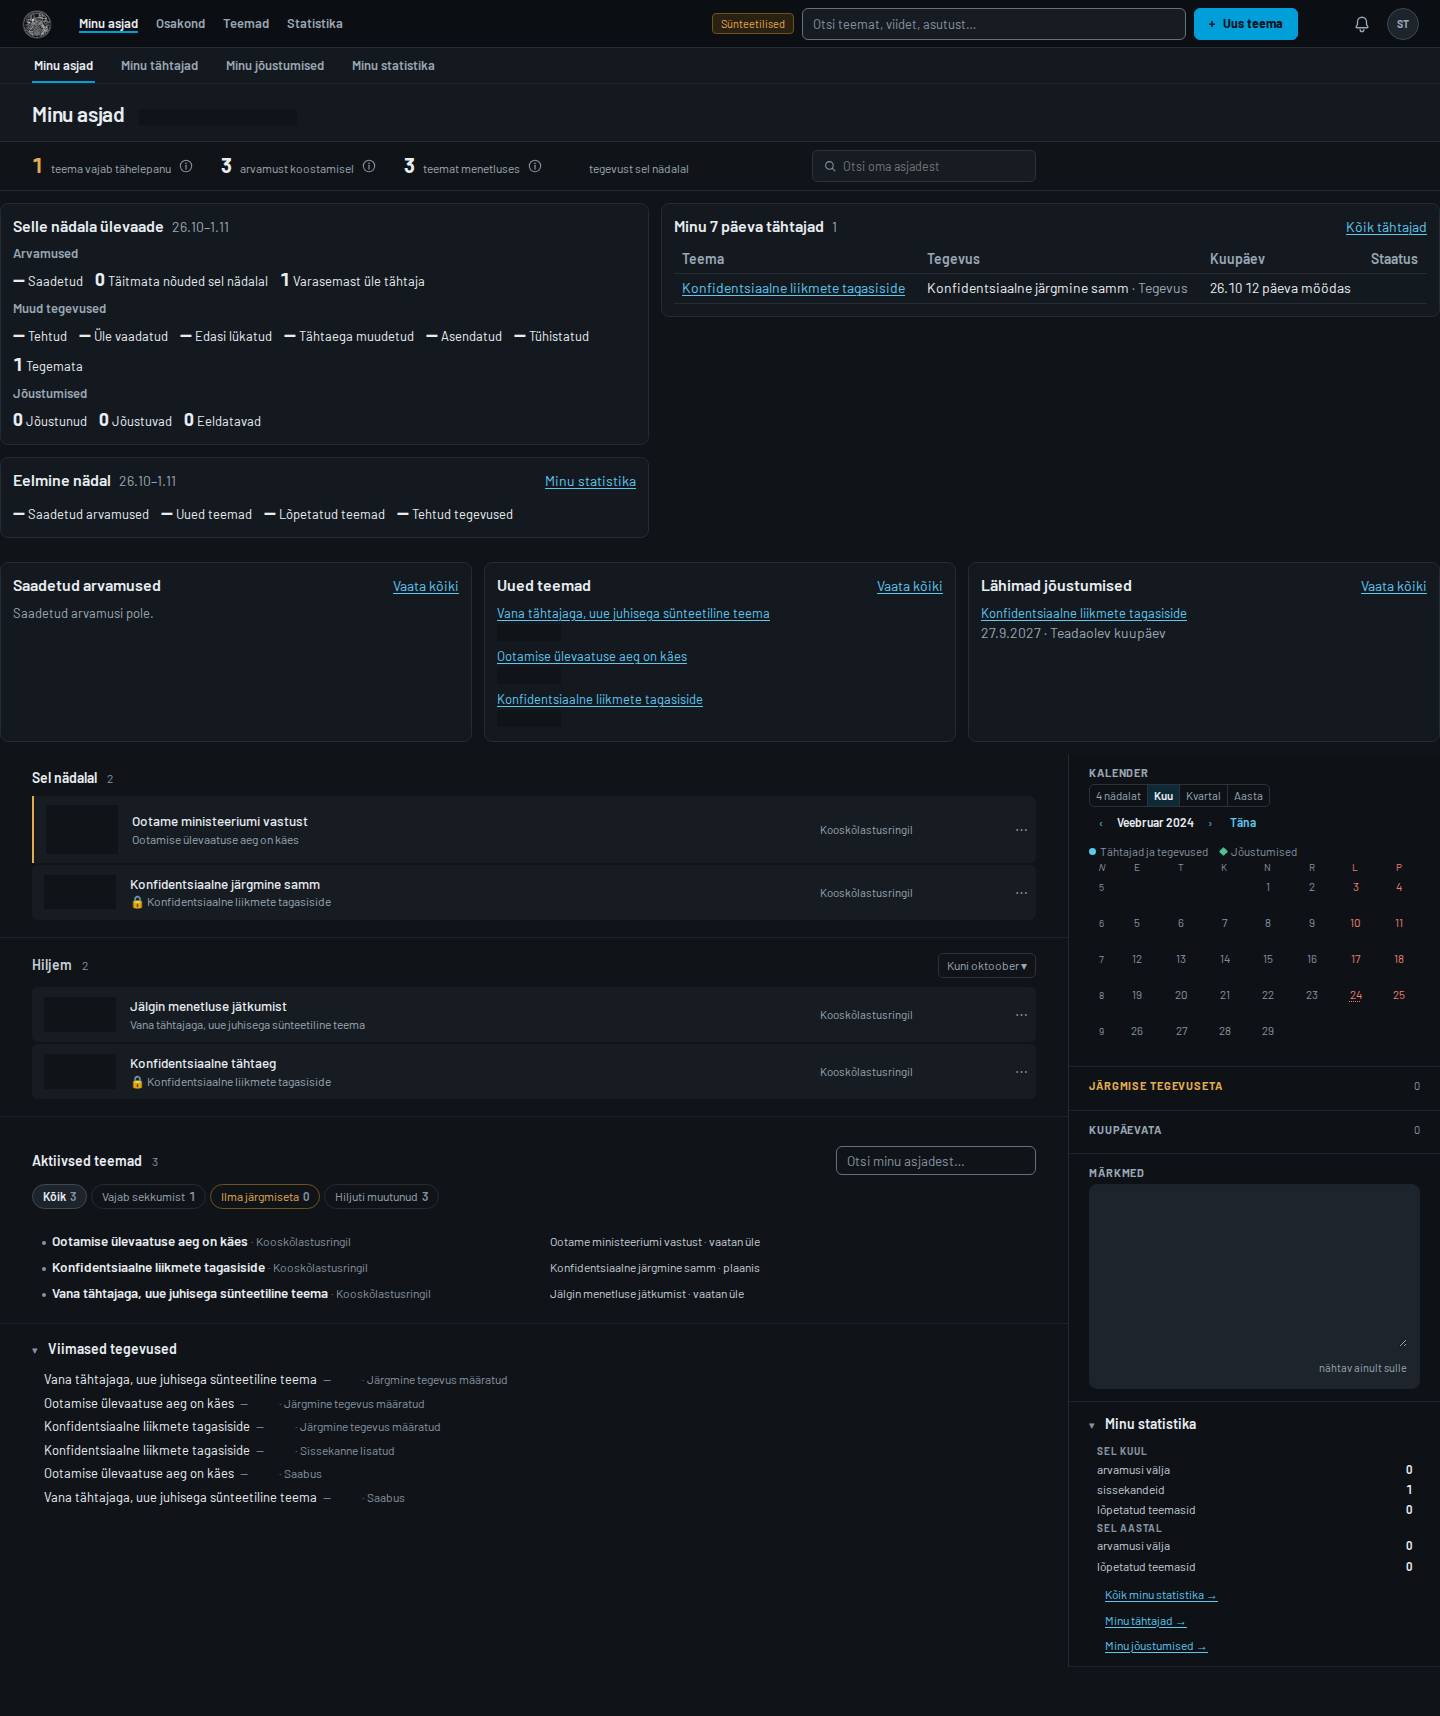 Minu asjad Osakond Teemad Statistika Sünteetilised Otsi teemat, viidet, asutust... + Uus teema ST
Minu asjad Minu tähtajad Minu jõustumised Minu statistika
Minu asjad
1 teema vajab tähelepanu 3 arvamust koostamisel 3 teemat menetluses tegevust sel nädalal Otsi oma asjadest
Selle nädala ülevaade 26.10–1.11
Arvamused
— Saadetud 0 Täitmata nõuded sel nädalal 1 Varasemast üle tähtaja
Muud tegevused
— Tehtud — Üle vaadatud — Edasi lükatud — Tähtaega muudetud — Asendatud — Tühistatud
1 Tegemata
Jõustumised
0 Jõustunud 0 Jõustuvad 0 Eeldatavad
Minu 7 päeva tähtajad 1 Kõik tähtajad
Teema Tegevus Kuupäev Staatus
Konfidentsiaalne liikmete tagasiside Konfidentsiaalne järgmine samm · Tegevus 26.10 12 päeva möödas
Eelmine nädal 26.10–1.11 Minu statistika
— Saadetud arvamused — Uued teemad — Lõpetatud teemad — Tehtud tegevused
Saadetud arvamused Vaata kõiki
Saadetud arvamusi pole.
Uued teemad Vaata kõiki
Vana tähtajaga, uue juhisega sünteetiline teema
Ootamise ülevaatuse aeg on käes
Konfidentsiaalne liikmete tagasiside
Lähimad jõustumised Vaata kõiki
Konfidentsiaalne liikmete tagasiside
27.9.2027 · Teadaolev kuupäev
Sel nädalal 2
Ootame ministeeriumi vastust
Ootamise ülevaatuse aeg on käes
Kooskõlastusringil ...
Konfidentsiaalne järgmine samm
🔒 Konfidentsiaalne liikmete tagasiside
Kooskõlastusringil ...
Hiljem 2 Kuni oktoober ▾
Jälgin menetluse jätkumist
Vana tähtajaga, uue juhisega sünteetiline teema
Kooskõlastusringil ...
Konfidentsiaalne tähtaeg
🔒 Konfidentsiaalne liikmete tagasiside
Kooskõlastusringil ...
Aktiivsed teemad 3 Otsi minu asjadest...
Kõik 3 Vajab sekkumist 1 Ilma järgmiseta 0 Hiljuti muutunud 3
• Ootamise ülevaatuse aeg on käes · Kooskõlastusringil Ootame ministeeriumi vastust · vaatan üle
• Konfidentsiaalne liikmete tagasiside · Kooskõlastusringil Konfidentsiaalne järgmine samm · plaanis
• Vana tähtajaga, uue juhisega sünteetiline teema · Kooskõlastusringil Jälgin menetluse jätkumist · vaatan üle
▾ Viimased tegevused
Vana tähtajaga, uue juhisega sünteetiline teema — · Järgmine tegevus määratud
Ootamise ülevaatuse aeg on käes — · Järgmine tegevus määratud
Konfidentsiaalne liikmete tagasiside — · Järgmine tegevus määratud
Konfidentsiaalne liikmete tagasiside — · Sissekanne lisatud
Ootamise ülevaatuse aeg on käes — · Saabus
Vana tähtajaga, uue juhisega sünteetiline teema — · Saabus
KALENDER
4 nädalat Kuu Kvartal Aasta
‹ Veebruar 2024 › Täna
Tähtajad ja tegevused Jõustumised
N E T K N R L P
5 1 2 3 4
6 5 6 7 8 9 10 11
7 12 13 14 15 16 17 18
8 19 20 21 22 23 24 25
9 26 27 28 29
JÄRGMISE TEGEVUSETA 0
KUUPÄEVATA 0
MÄRKMED
nähtav ainult sulle
▾ Minu statistika
SEL KUUL
arvamusi välja 0
sissekandeid 1
lõpetatud teemasid 0
SEL AASTAL
arvamusi välja 0
lõpetatud teemasid 0
Kõik minu statistika →
Minu tähtajad →
Minu jõustumised →